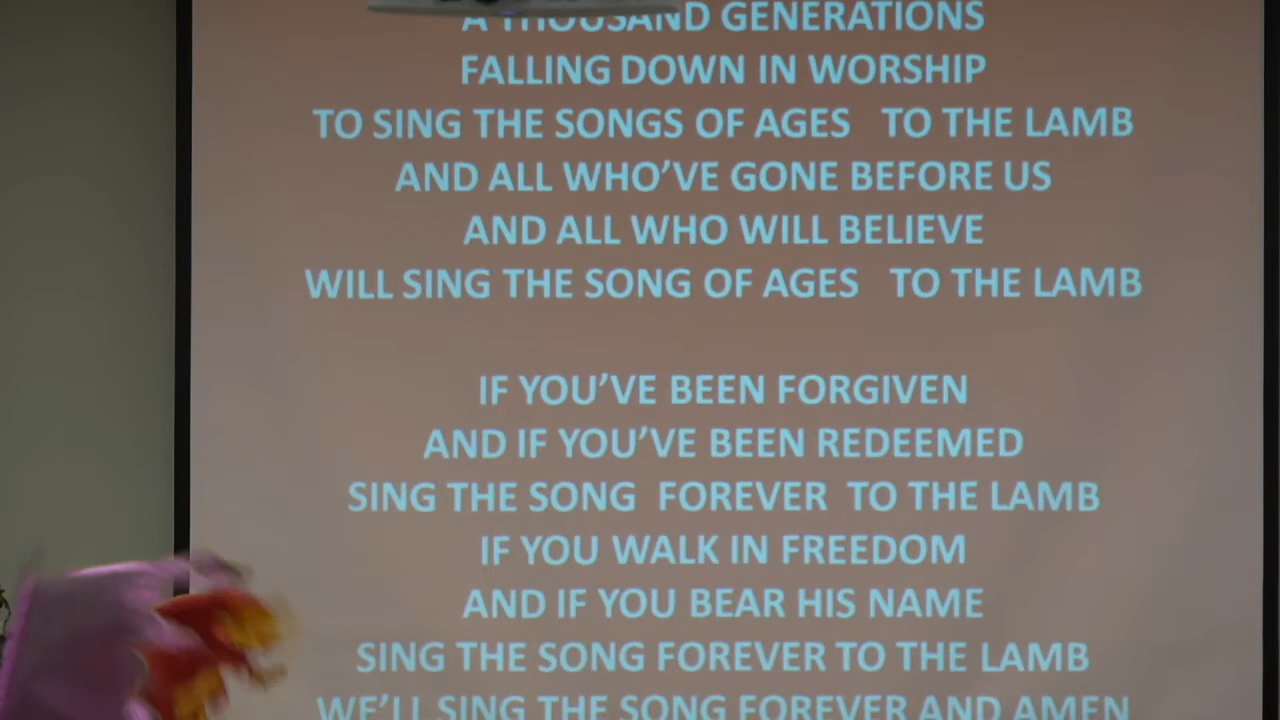 A THOUSAND GENERATIONS
FALLING DOWN IN WORSHIP
TO SING THE SONGS OF AGES TO THE LAMB
AND ALL WHO'VE GONE BEFORE US
AND ALL WHO WILL BELIEVE
WILL SING THE SONG OF AGES TO THE LAMB
IF YOU'VE BEEN FORGIVEN
AND IF YOU'VE BEEN REDEEMED
SING THE SONG FOREVER TO THE LAMB
IF YOU WALK IN FREEDOM
AND IF YOU BEAR HIS NAME
SING THE SONG FOREVER TO THE LAMB
WE'LL SING THE SONG FOREVER AND AMEN